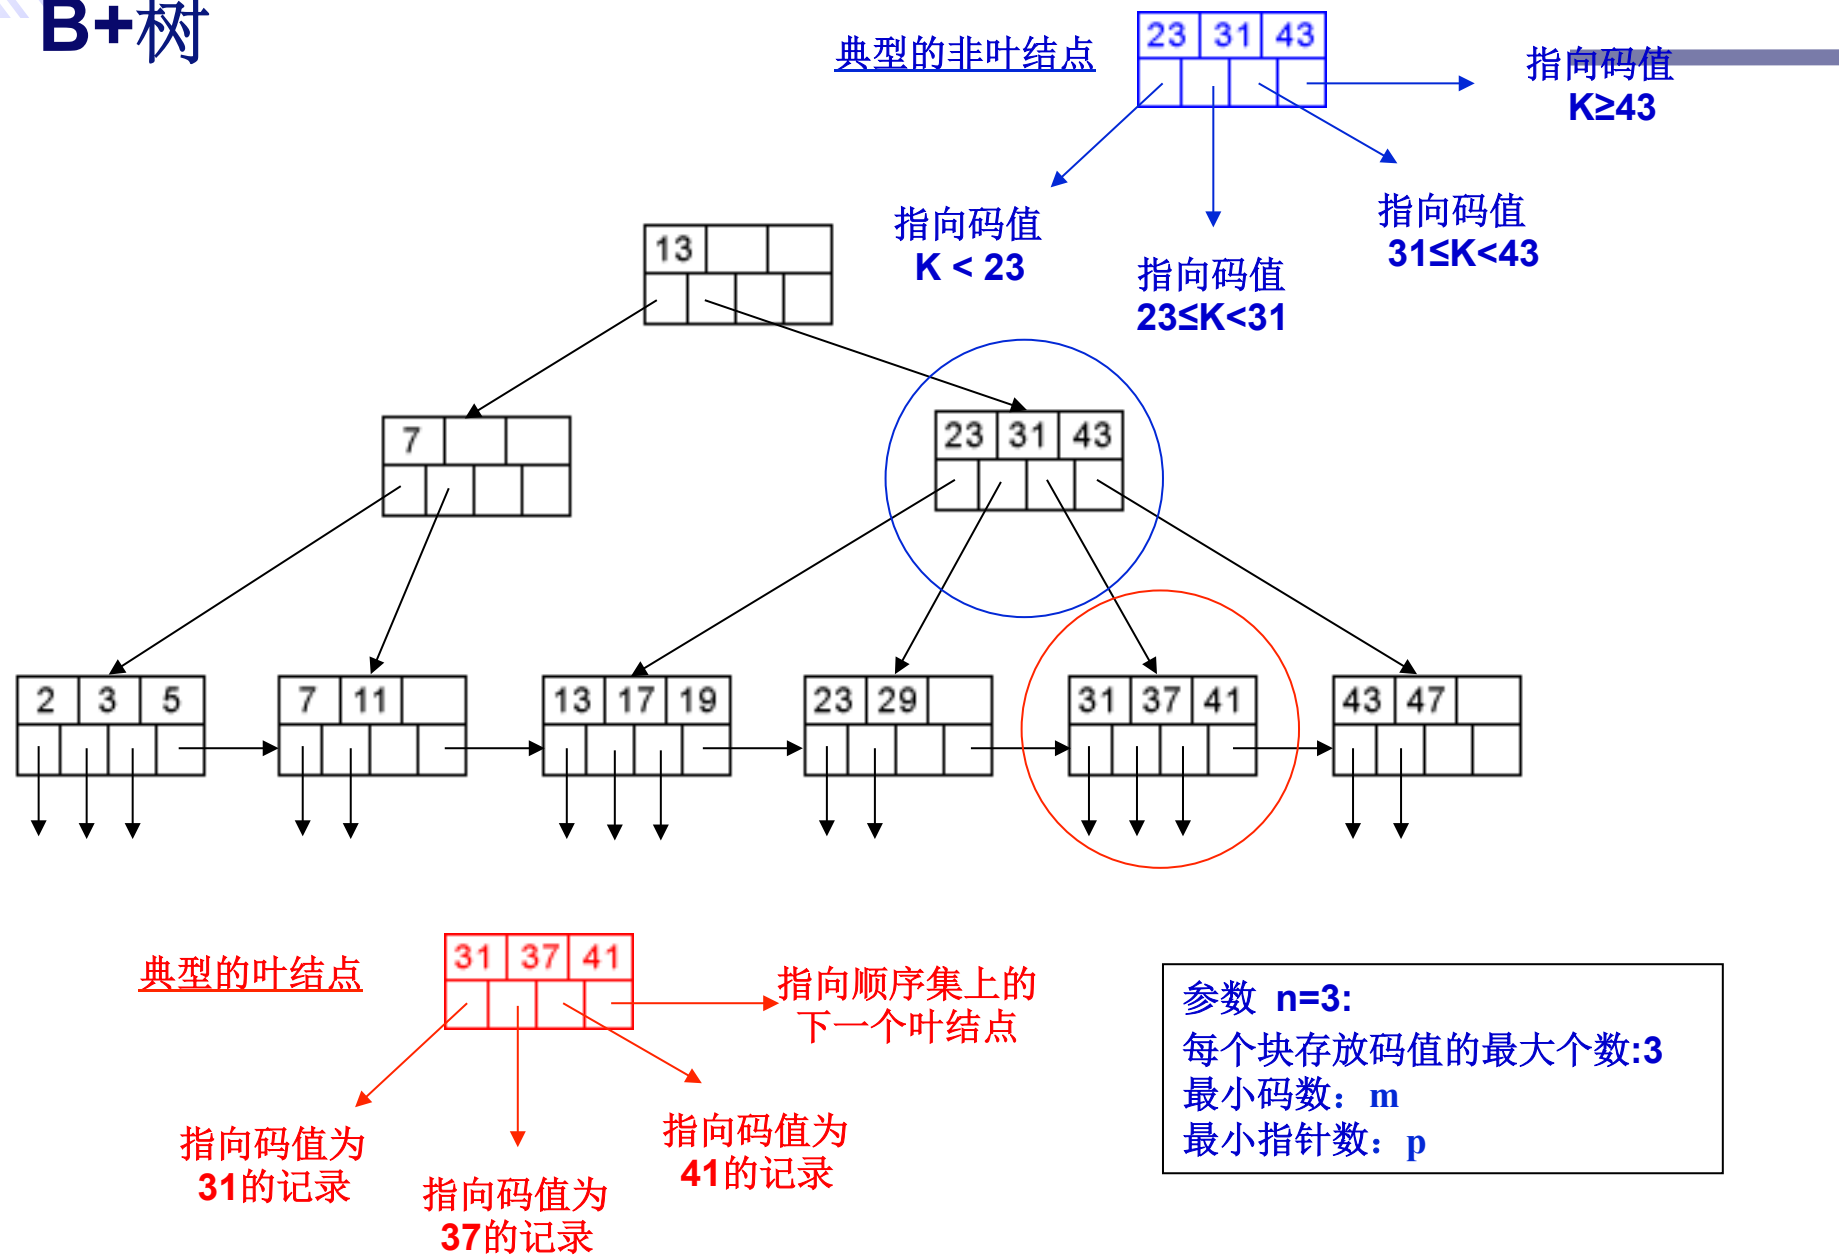 B+树
典型的非叶结点
23 31 43
指向码值
K≥43
指向码值
K < 23
指向码值
23≤K<31
指向码值
31≤K<43
13
7
23 31 43
2 3 5
7 11
13 17 19
23 29
31 37 41
43 47
典型的叶结点
31 37 41
指向顺序集上的
下一个叶结点
指向码值为
31的记录
指向码值为
37的记录
指向码值为
41的记录
参数 n=3:
每个块存放码值的最大个数:3
最小码数：m
最小指针数：p